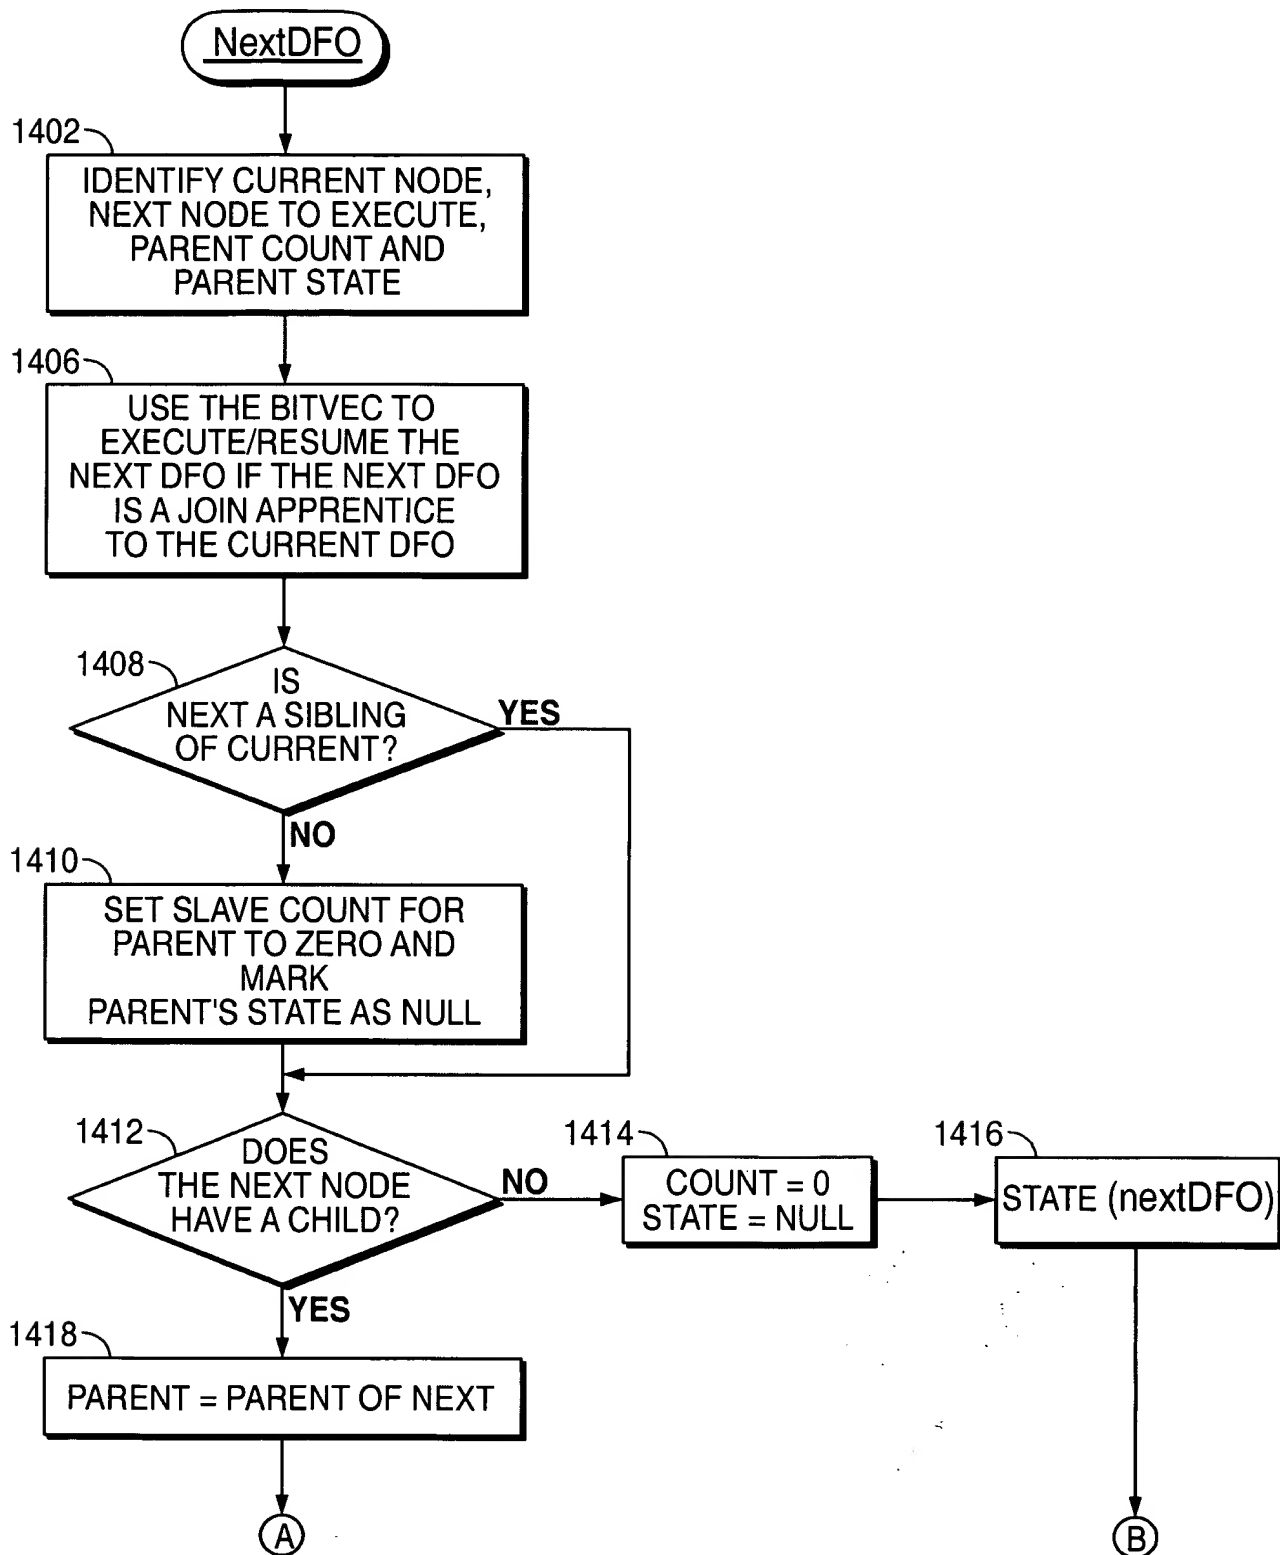 NextDFO
1402
IDENTIFY CURRENT NODE,
NEXT NODE TO EXECUTE,
PARENT COUNT AND
PARENT STATE
1406
USE THE BITVEC TO
EXECUTE/RESUME THE
NEXT DFO IF THE NEXT DFO
IS A JOIN APPRENTICE
TO THE CURRENT DFO
1408
IS
NEXT A SIBLING
OF CURRENT?
YES
NO
1410
SET SLAVE COUNT FOR
PARENT TO ZERO AND
MARK
PARENT'S STATE AS NULL
1412
DOES
THE NEXT NODE
HAVE A CHILD?
NO
1414
COUNT = 0
STATE = NULL
1416
STATE (nextDFO)
YES
1418
PARENT = PARENT OF NEXT
A
B